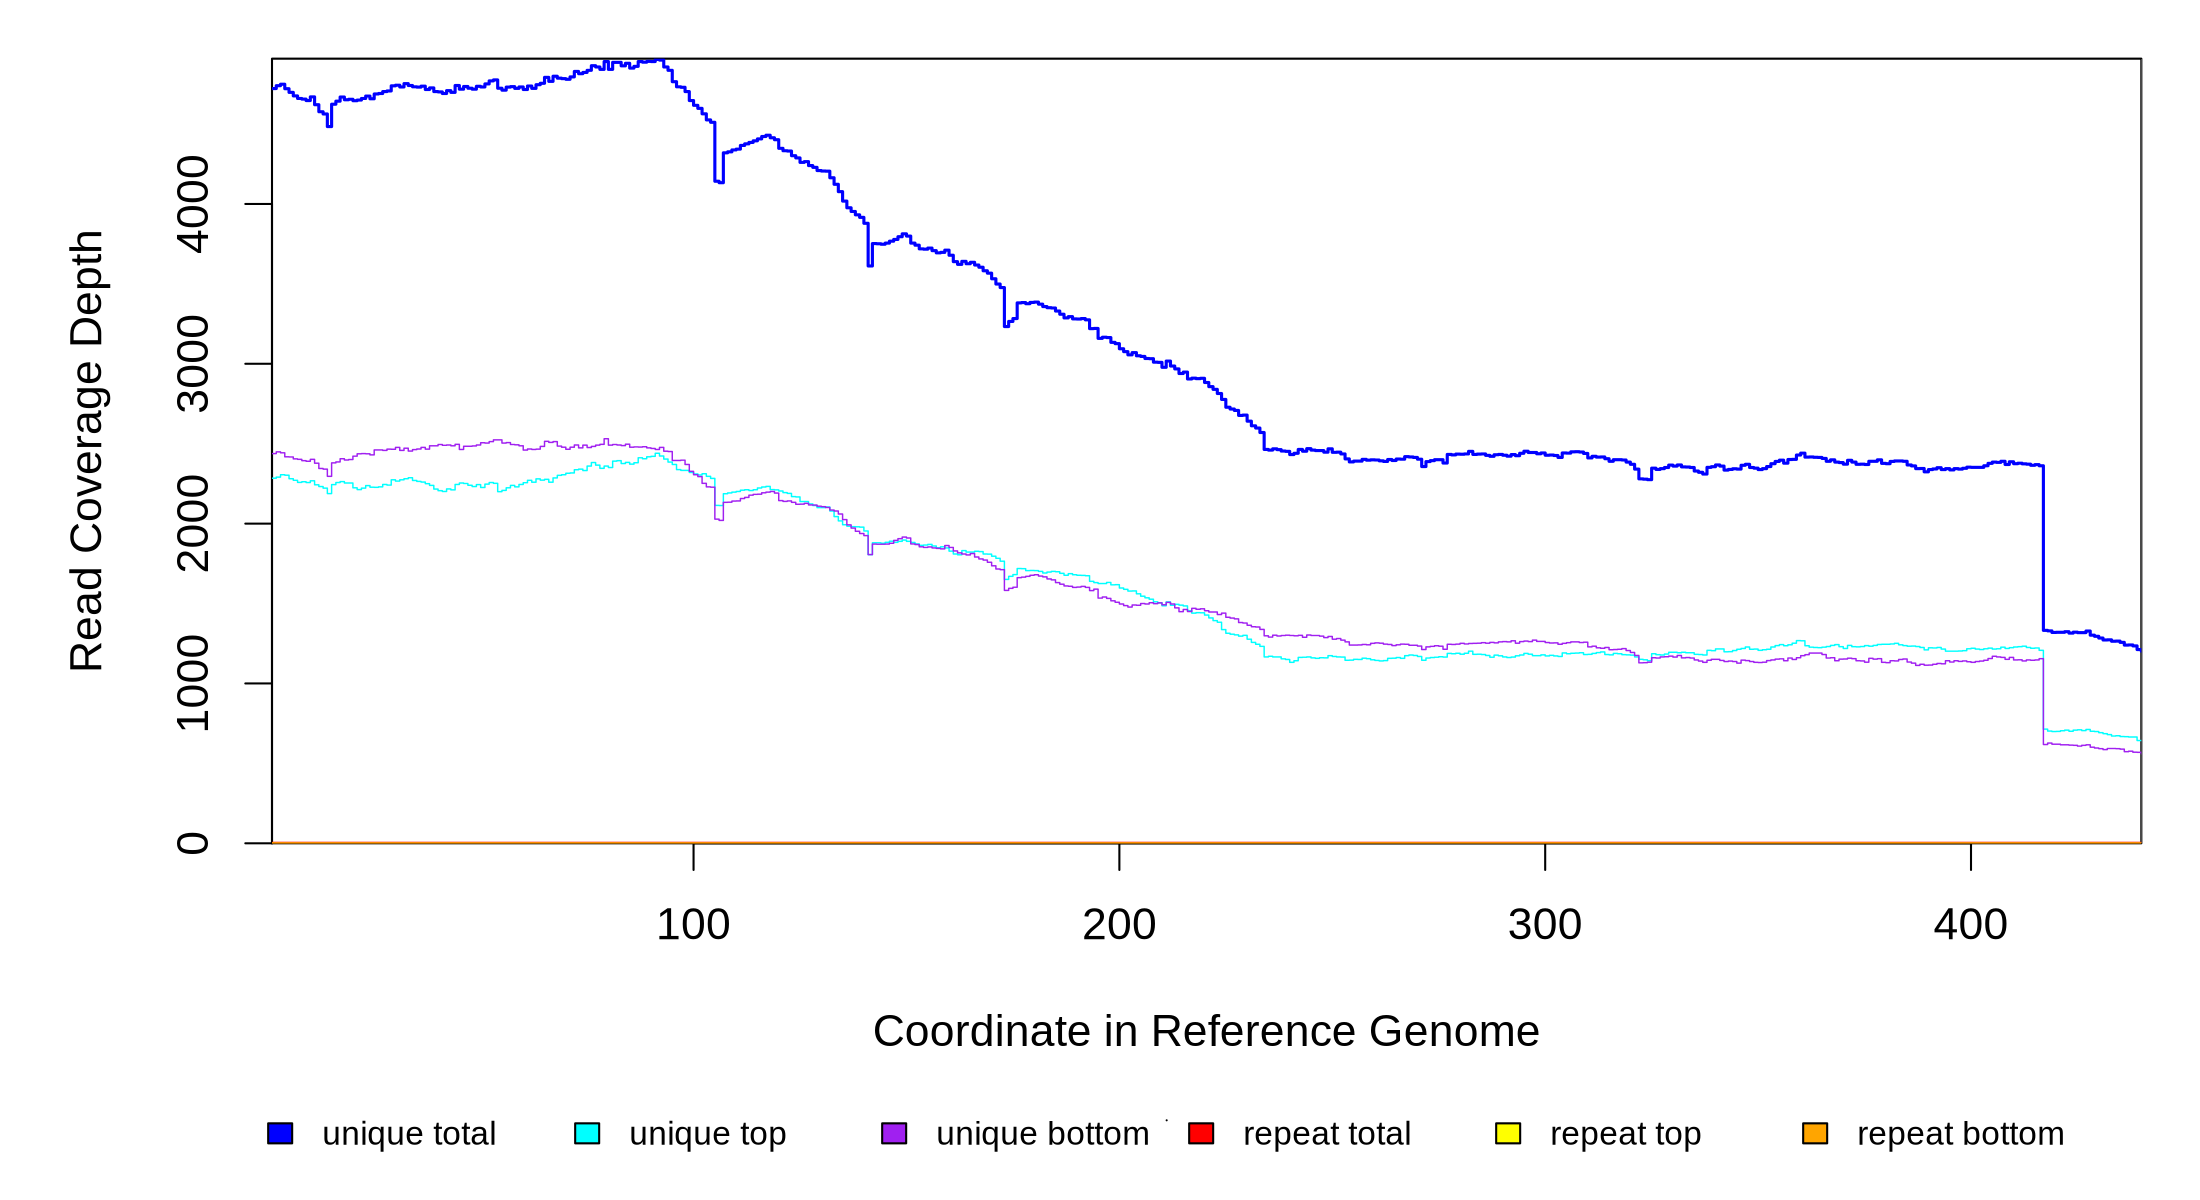 Read Coverage Depth
4000
3000
2000
1000
0
100 200 300 400
Coordinate in Reference Genome
unique total unique top unique bottom repeat total repeat top repeat bottom